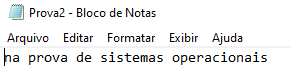 Prova2 - Bloco de Notas
Arquivo Editar Formatar Exibir Ajuda
na prova de sistemas operacionais